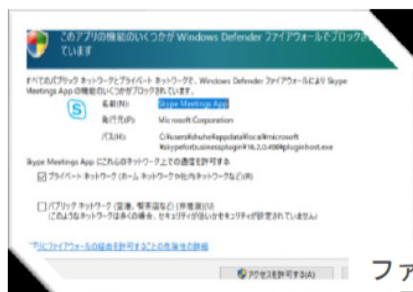 このアプリの機能のいくつかが Windows Defender ファイアウォールでブロックされ
ています
すべてのパブリック ネットワークとプライベート ネットワークで、Windows Defender ファイアウォールにより Skype
Meetings App の機能のいくつかがブロックされています。
名前(N): Skype Meetings App
発行元(P): Microsoft Corporation
パス(H): C:¥users¥shuhei¥appdata¥local¥microsoft
¥skypeforbusinessplugin¥16.2.0.498¥pluginhost.exe
Skype Meetings App にこれらのネットワーク上での通信を許可する:
プライベート ネットワーク (ホーム ネットワークや社内ネットワークなど)(R)
パブリック ネットワーク (空港、喫茶店など) (非推奨)(U)
(このようなネットワークは多くの場合、セキュリティが低いかセキュリティが設定されていません)
アプリにファイアウォールの経由を許可することの危険性の詳細
アクセスを許可する(A)
ファ